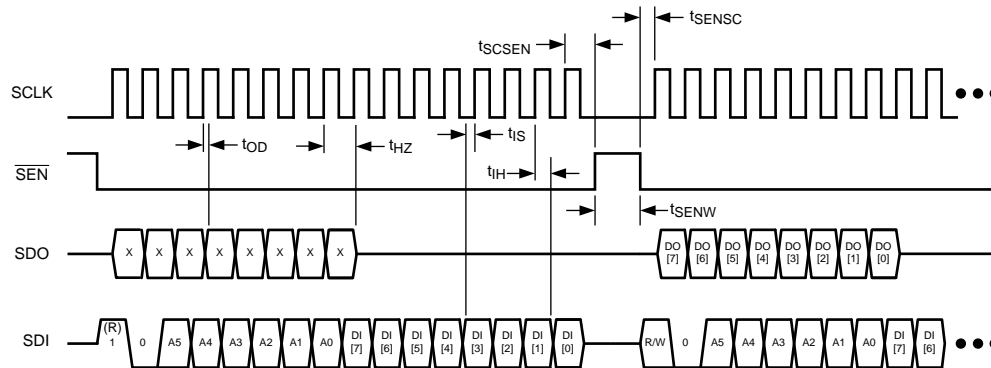 tSENSC
tSCSEN
SCLK
tOD
tHZ
tIS
SEN
tIH
tSENW
SDO X X X X X X X X DO [7] DO [6] DO [5] DO [4] DO [3] DO [2] DO [1] DO [0]
SDI (R) 1 0 A5 A4 A3 A2 A1 A0 DI [7] DI [6] DI [5] DI [4] DI [3] DI [2] DI [1] DI [0] R/W 0 A5 A4 A3 A2 A1 A0 DI [7] DI [6]